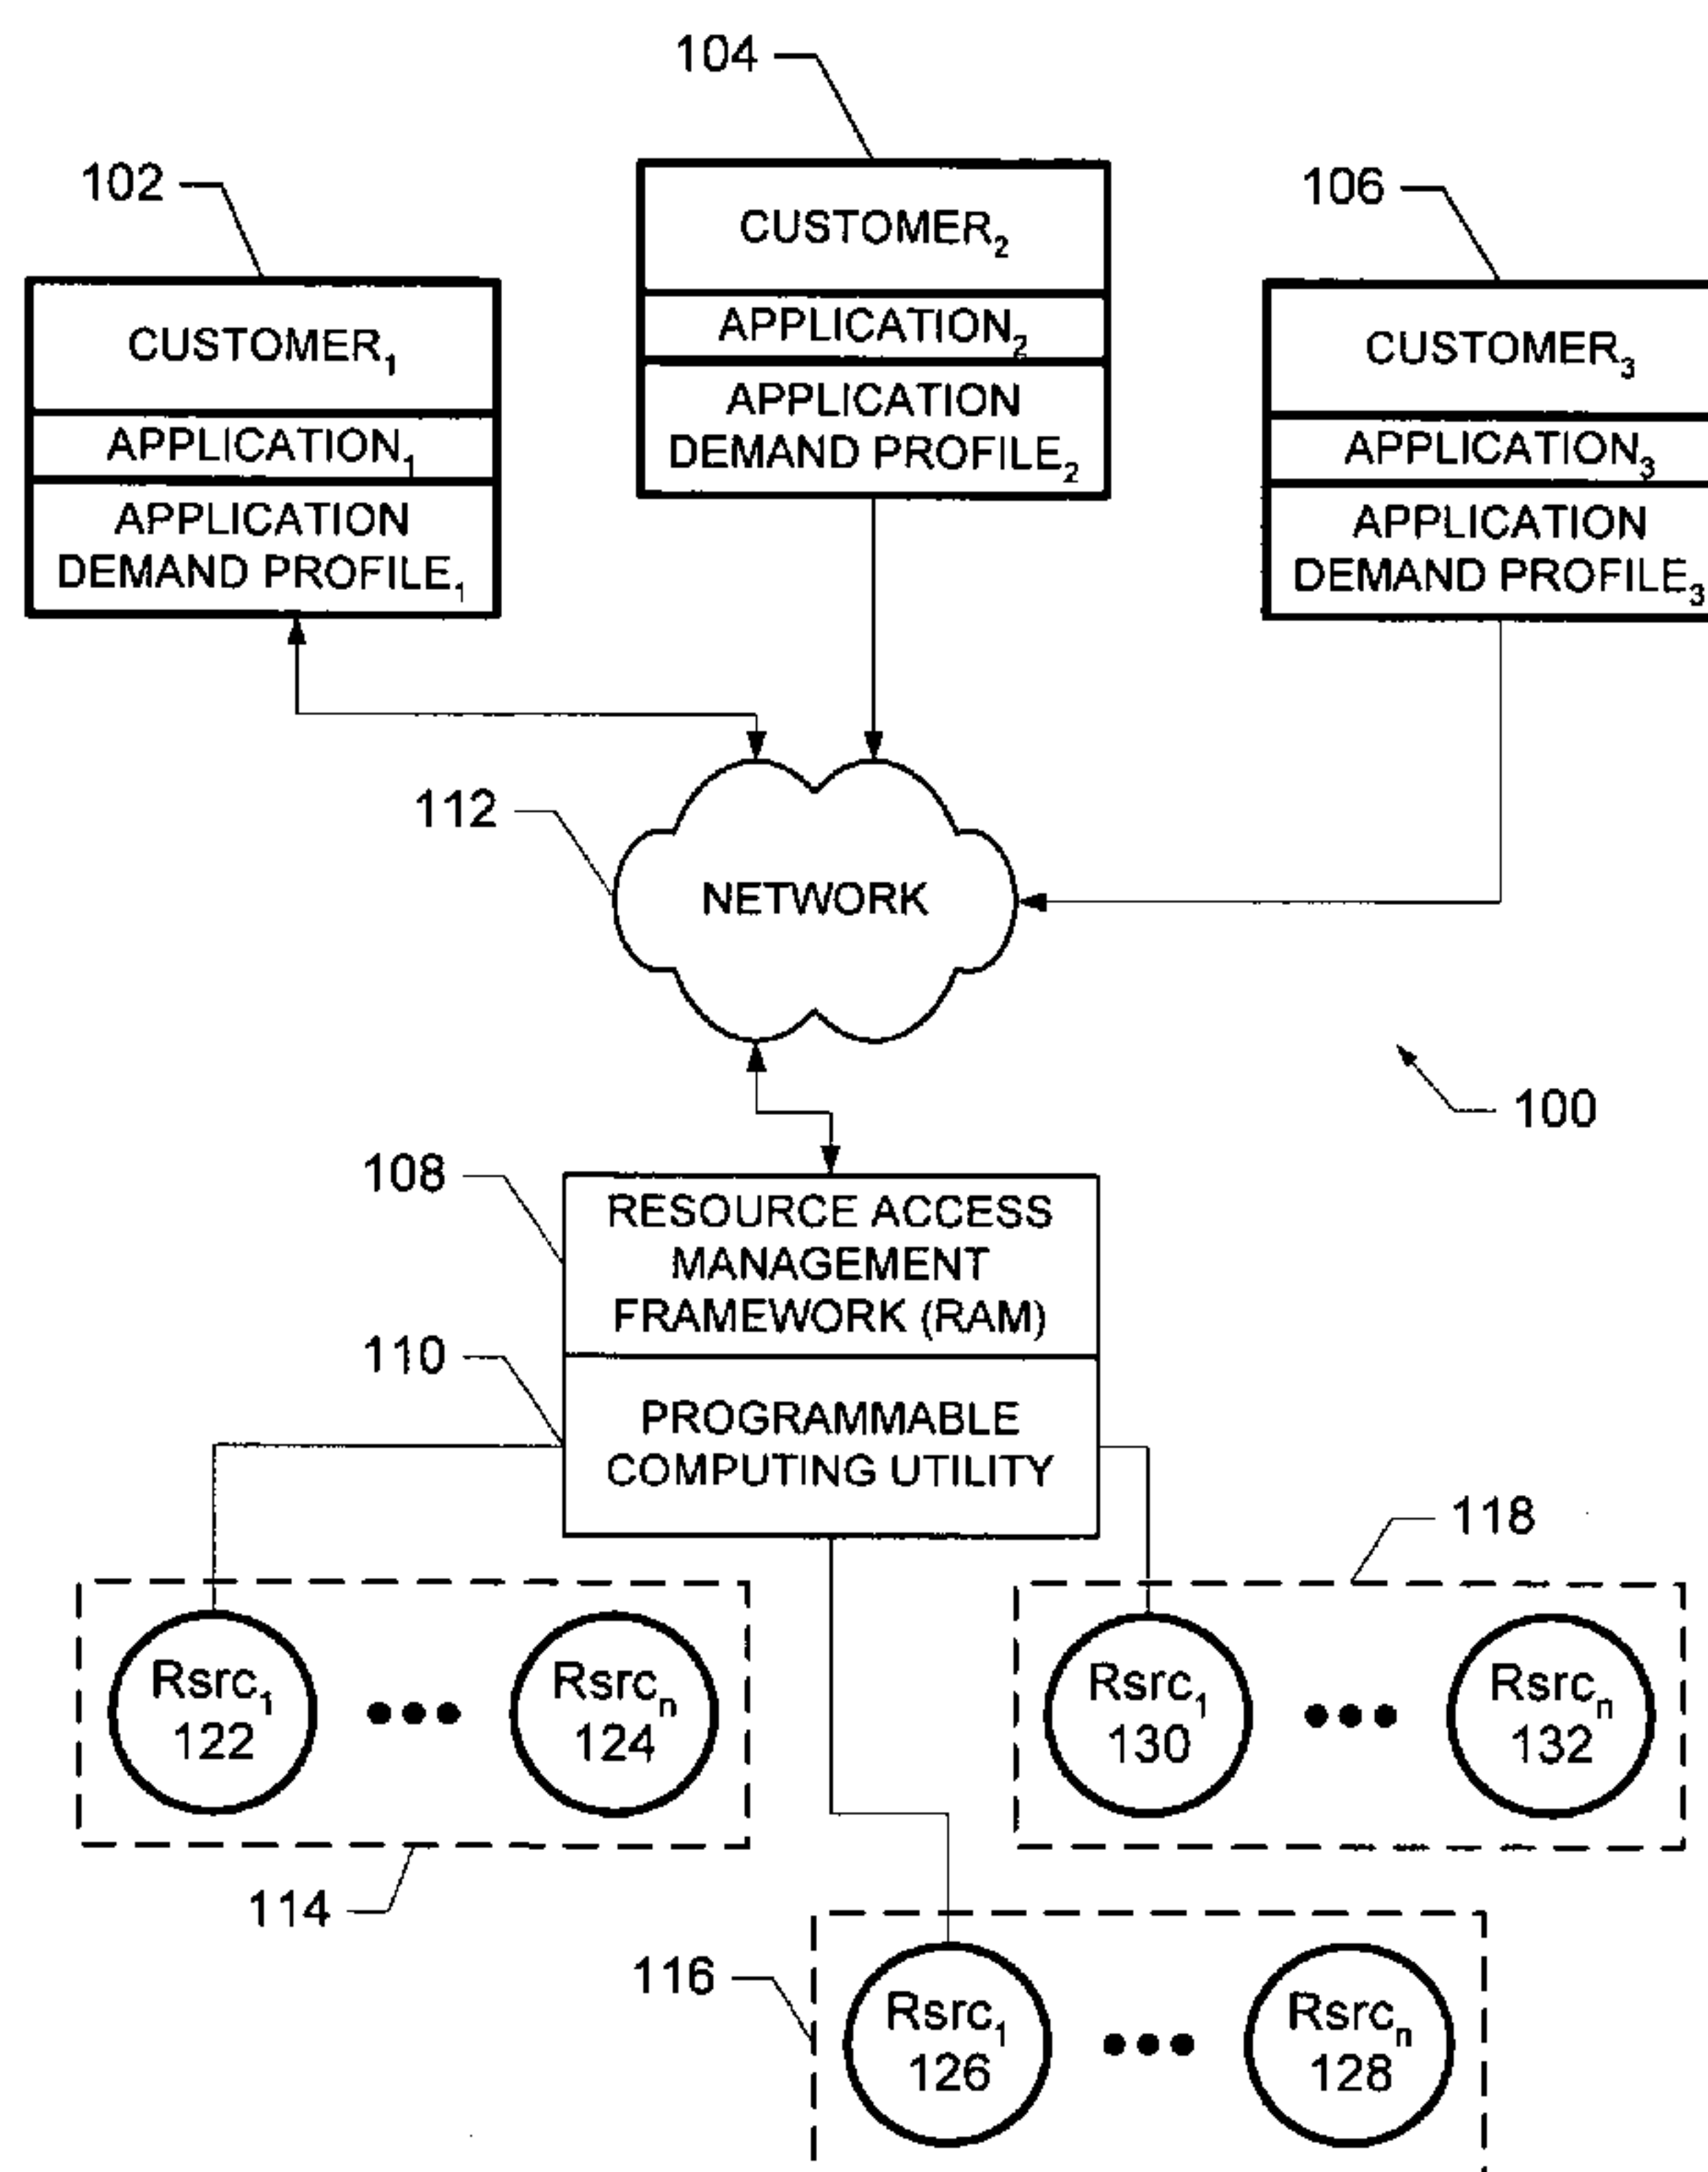 104
102
106
CUSTOMER₂
APPLICATION₂
APPLICATION
DEMAND PROFILE₂
CUSTOMER₁
APPLICATION₁
APPLICATION
DEMAND PROFILE₁
CUSTOMER₃
APPLICATION₃
APPLICATION
DEMAND PROFILE₃
112
NETWORK
100
108
RESOURCE ACCESS
MANAGEMENT
FRAMEWORK (RAM)
110
PROGRAMMABLE
COMPUTING UTILITY
118
Rsrc₁
122
Rsrcₙ
124
Rsrc₁
130
Rsrcₙ
132
114
116
Rsrc₁
126
Rsrcₙ
128